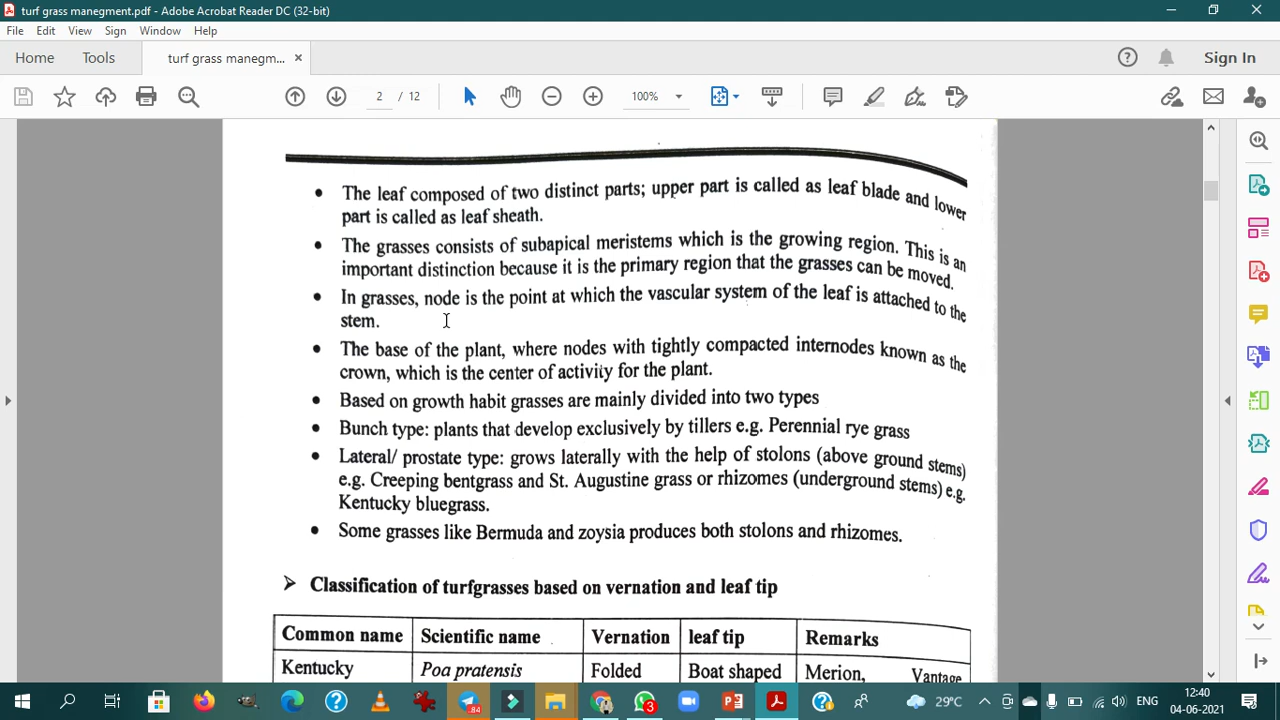 turf grass manegment.pdf - Adobe Acrobat Reader DC (32-bit)
File Edit View Sign Window Help
Home Tools turf grass manegm... × Sign In
2 / 12 100%
• The leaf composed of two distinct parts; upper part is called as leaf blade and lower
part is called as leaf sheath.
• The grasses consists of subapical meristems which is the growing region. This is an
important distinction because it is the primary region that the grasses can be moved.
• In grasses, node is the point at which the vascular system of the leaf is attached to the
stem.
• The base of the plant, where nodes with tightly compacted internodes known as the
crown, which is the center of activity for the plant.
• Based on growth habit grasses are mainly divided into two types
• Bunch type: plants that develop exclusively by tillers e.g. Perennial rye grass
• Lateral/ prostate type: grows laterally with the help of stolons (above ground stems)
e.g. Creeping bentgrass and St. Augustine grass or rhizomes (underground stems) e.g.
Kentucky bluegrass.
• Some grasses like Bermuda and zoysia produces both stolons and rhizomes.
➢ Classification of turfgrasses based on vernation and leaf tip
Common name Scientific name Vernation leaf tip Remarks
Kentucky Poa pratensis Folded Boat shaped Merion, Vantage
84 3 29°C ENG 12:40
04-06-2021